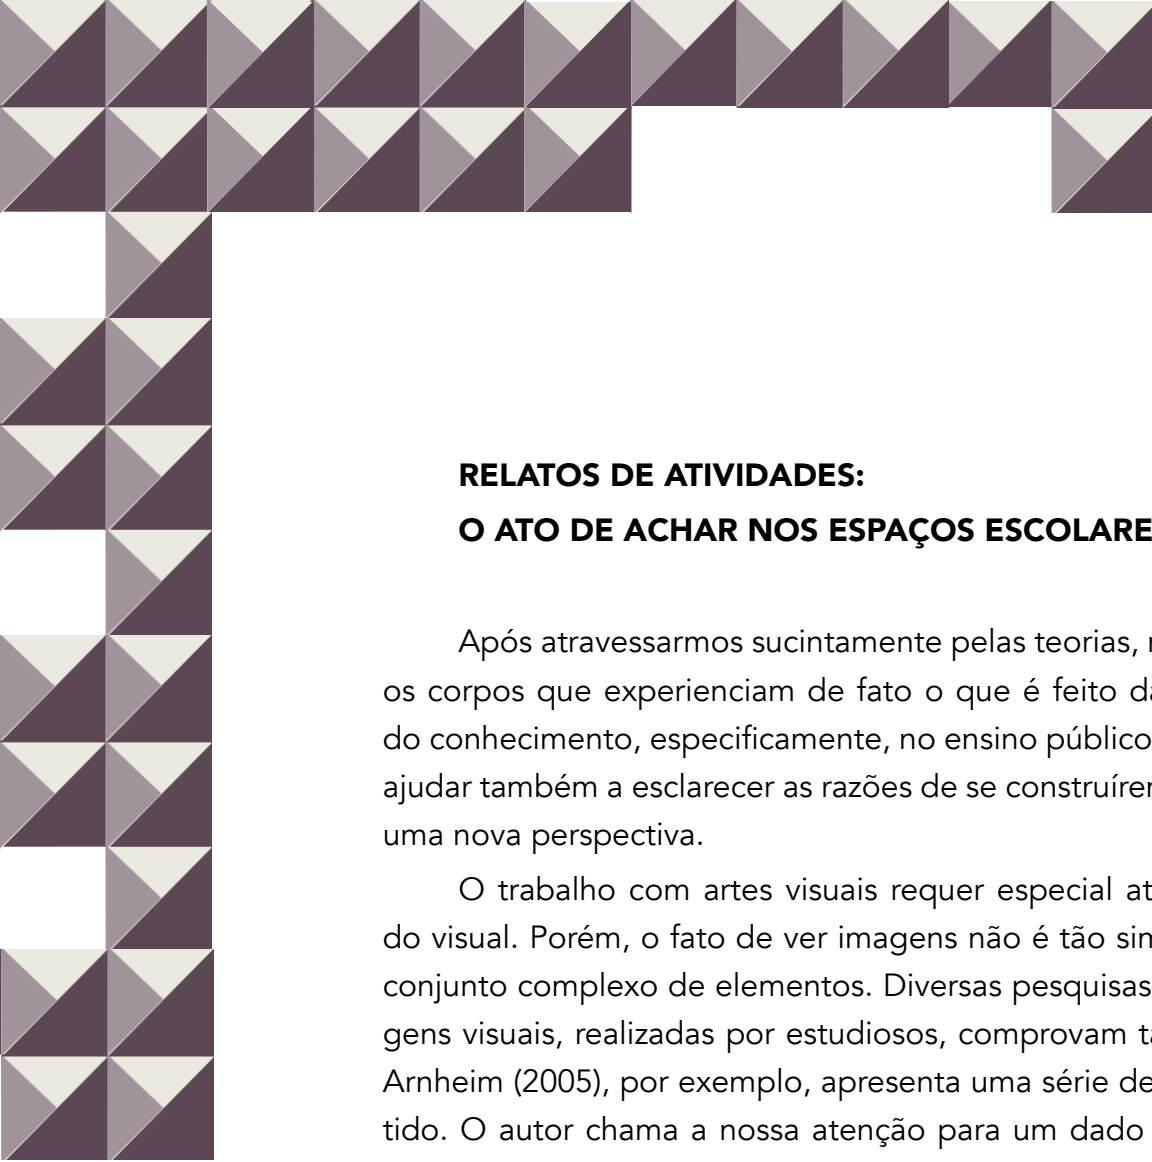 RELATOS DE ATIVIDADES:
O ATO DE ACHAR NOS ESPAÇOS ESCOLARE
Após atravessarmos sucintamente pelas teorias,
os corpos que experienciam de fato o que é feito
do conhecimento, especificamente, no ensino público
ajudar também a esclarecer as razões de se
uma nova perspectiva.
O trabalho com artes visuais requer especial
do visual. Porém, o fato de ver imagens não é tão
conjunto complexo de elementos. Diversas pesquisas
gens visuais, realizadas por estudiosos, comprovam
Arnheim (2005), por exemplo, apresenta uma série de
tido. O autor chama a nossa atenção para um dado